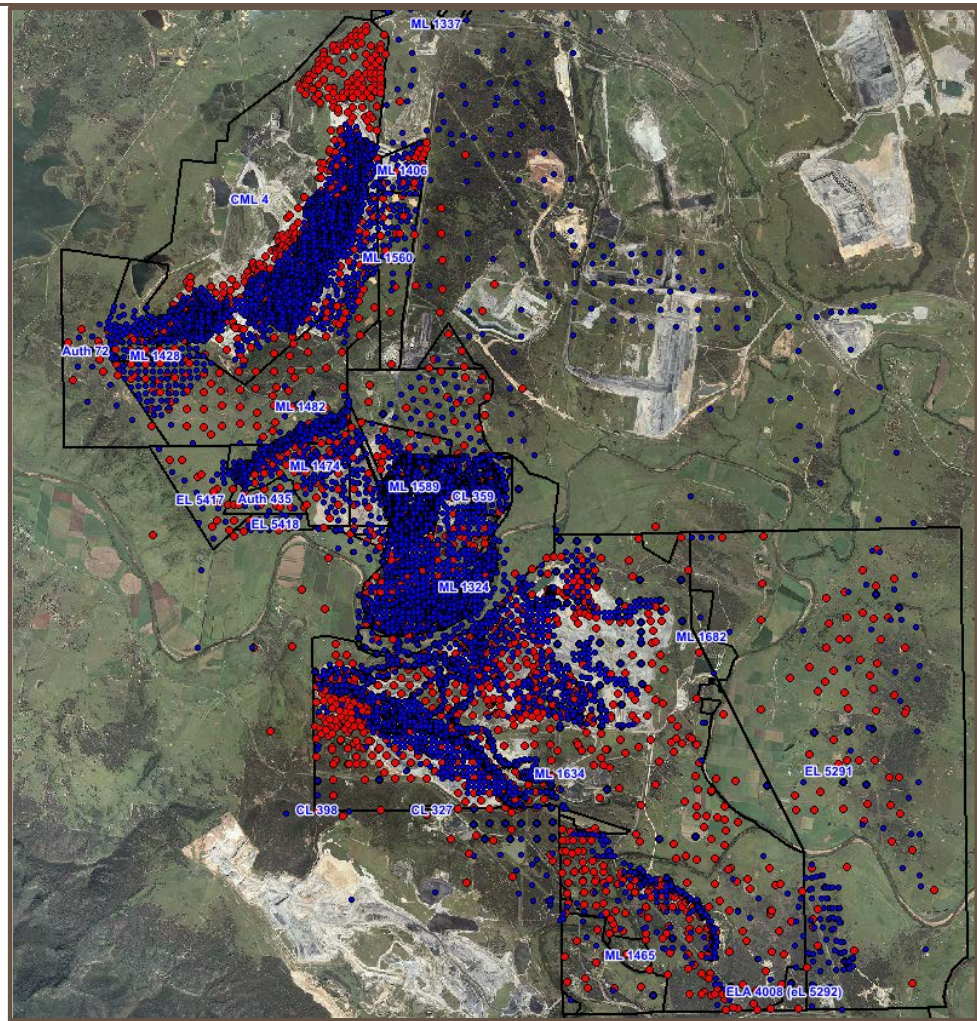 ML 1337
ML 1406
CML 4
ML 1560
Auth 72
ML 1428
ML 1482
ML 1474
ML 1589
CL 359
EL 5417
Auth 435
EL 5418
ML 1324
ML 1682
EL 5291
ML 1634
CL 398
CL 327
ML 1465
ELA 4008 (eL 5292)